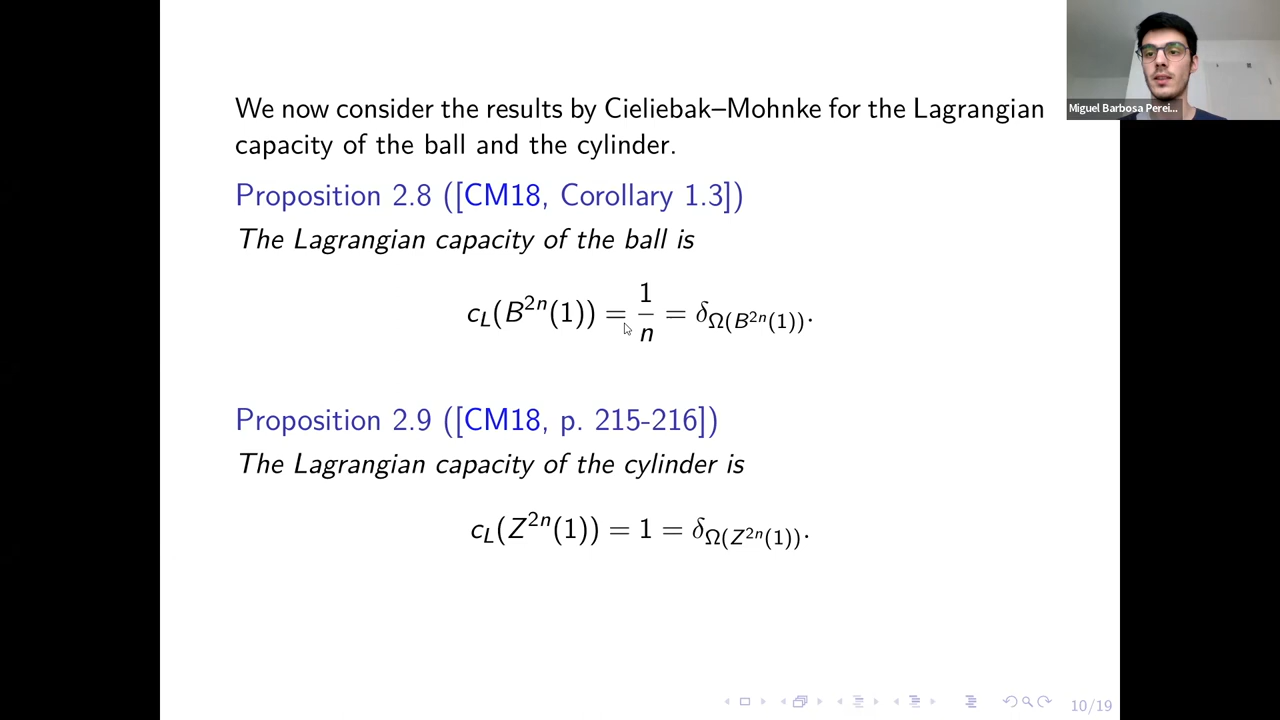 We now consider the results by Cieliebak–Mohnke for the Lagrangian
capacity of the ball and the cylinder.
Proposition 2.8 ([CM18, Corollary 1.3])
The Lagrangian capacity of the ball is
c_L(B^{2n}(1)) = \frac{1}{n} = δ_{Ω(B^{2n}(1))}.
Proposition 2.9 ([CM18, p. 215-216])
The Lagrangian capacity of the cylinder is
c_L(Z^{2n}(1)) = 1 = δ_{Ω(Z^{2n}(1))}.
10/19
Miguel Barbosa Perei...